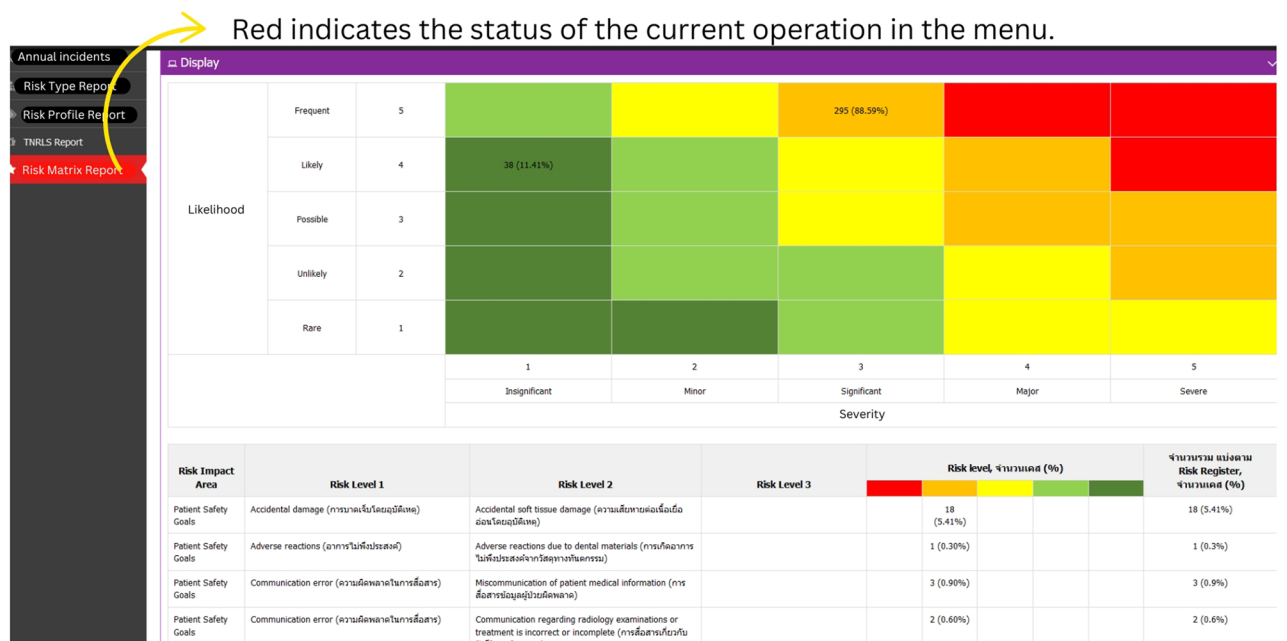 Red indicates the status of the current operation in the menu.
Annual incidents
Risk Type Report
Risk Profile Report
TNRLS Report
Risk Matrix Report
Display
Likelihood
Frequent 5 295 (88.59%)
Likely 4 38 (11.41%)
Possible 3
Unlikely 2
Rare 1
1 2 3 4 5
Insignificant Minor Significant Major Severe
Severity
Risk Impact Area Risk Level 1 Risk Level 2 Risk Level 3 Risk level, จำนวนเคส (%) จำนวนรวม แบ่งตาม Risk Register, จำนวนเคส (%)
Patient Safety Accidental damage (การบาดเจ็บโดยอุบัติเหตุ) Accidental soft tissue damage (ความเสียหายต่อเนื้อเยื่อ 18 18 (5.41%)
Goals อ่อนโดยอุบัติเหตุ) (5.41%)
Patient Safety Adverse reactions (อาการไม่พึงประสงค์) Adverse reactions due to dental materials (การเกิดอาการ 1 (0.30%) 1 (0.3%)
Goals ไม่พึงประสงค์จากวัสดุทางทันตกรรม)
Patient Safety Communication error (ความผิดพลาดในการสื่อสาร) Miscommunication of patient medical information (การ 3 (0.90%) 3 (0.9%)
Goals สื่อสารข้อมูลผู้ป่วยผิดพลาด)
Patient Safety Communication error (ความผิดพลาดในการสื่อสาร) Communication regarding radiology examinations or 2 (0.60%) 2 (0.6%)
Goals treatment is incorrect or incomplete (การสื่อสารเกี่ยวกับ